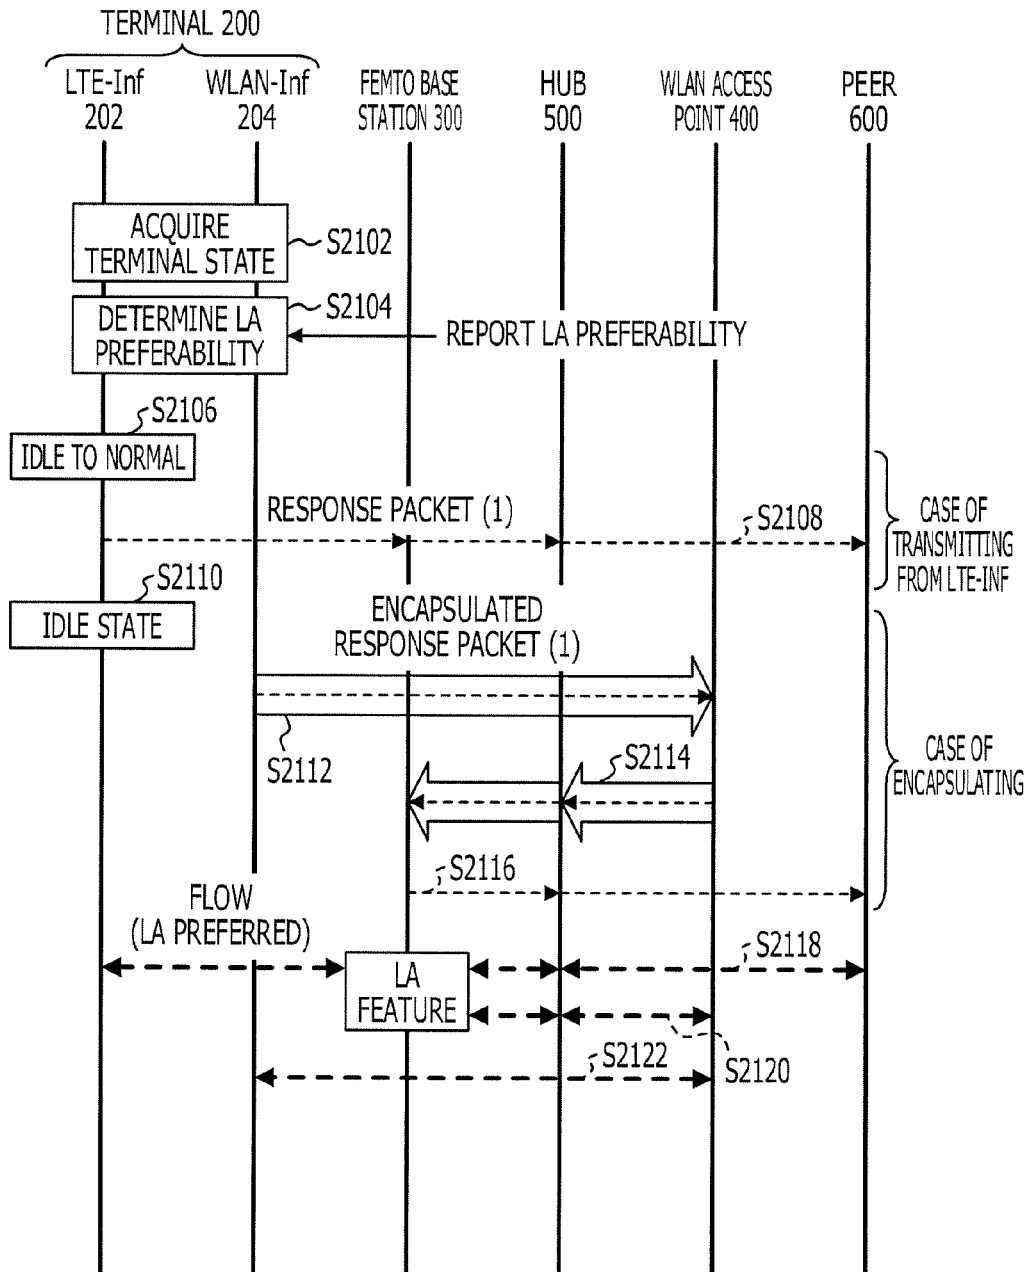 TERMINAL 200
LTE-Inf
202
WLAN-Inf
204
FEMTO BASE
STATION 300
HUB
500
WLAN ACCESS
POINT 400
PEER
600
ACQUIRE
TERMINAL STATE
S2102
DETERMINE LA
PREFERABILITY
S2104
REPORT LA PREFERABILITY
S2106
IDLE TO NORMAL
RESPONSE PACKET (1)
S2108
CASE OF
TRANSMITTING
FROM LTE-INF
S2110
IDLE STATE
ENCAPSULATED
RESPONSE PACKET (1)
S2112
S2114
CASE OF
ENCAPSULATING
S2116
FLOW
(LA PREFERRED)
LA
FEATURE
S2118
S2120
S2122